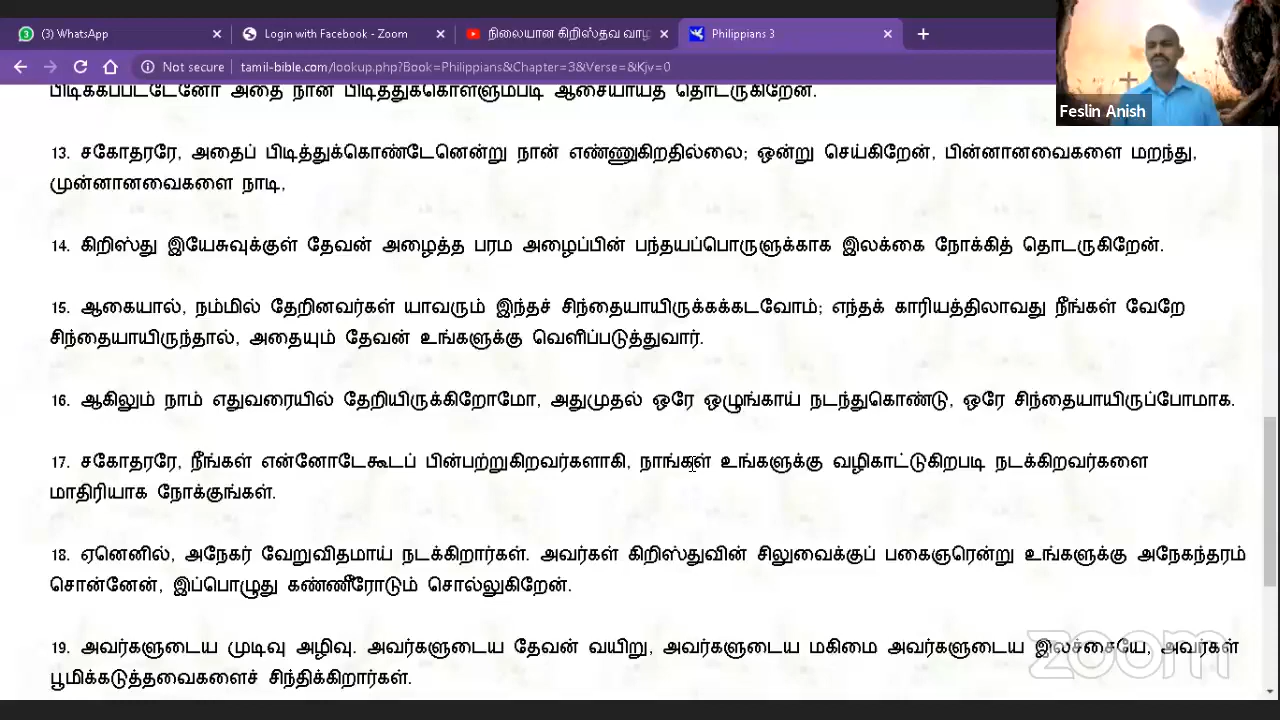 (3) WhatsApp
Login with Facebook - Zoom
நிலையான கிறிஸ்தவ வாழ
Philippians 3
Not secure
tamil-bible.com/lookup.php?Book=Philippians&Chapter=3&Verse=&Kjv=0
Feslin Anish
பிடிக்கப்பட்டேனோ அதை நான் பிடித்துக்கொள்ளும்படி ஆசையாய்த் தொடருகிறேன்.
13. சகோதரரே, அதைப் பிடித்துக்கொண்டேனென்று நான் எண்ணுகிறதில்லை; ஒன்று செய்கிறேன், பின்னானவைகளை மறந்து,
முன்னானவைகளை நாடி,
14. கிறிஸ்து இயேசுவுக்குள் தேவன் அழைத்த பரம அழைப்பின் பந்தயப்பொருளுக்காக இலக்கை நோக்கித் தொடருகிறேன்.
15. ஆகையால், நம்மில் தேறினவர்கள் யாவரும் இந்தச் சிந்தையாயிருக்கக்கடவோம்; எந்தக் காரியத்திலாவது நீங்கள் வேறே
சிந்தையாயிருந்தால், அதையும் தேவன் உங்களுக்கு வெளிப்படுத்துவார்.
16. ஆகிலும் நாம் எதுவரையில் தேறியிருக்கிறோமோ, அதுமுதல் ஒரே ஒழுங்காய் நடந்துகொண்டு, ஒரே சிந்தையாயிருப்போமாக.
17. சகோதரரே, நீங்கள் என்னோடேகூடப் பின்பற்றுகிறவர்களாகி, நாங்கள் உங்களுக்கு வழிகாட்டுகிறபடி நடக்கிறவர்களை
மாதிரியாக நோக்குங்கள்.
18. ஏனெனில், அநேகர் வேறுவிதமாய் நடக்கிறார்கள். அவர்கள் கிறிஸ்துவின் சிலுவைக்குப் பகைஞரென்று உங்களுக்கு அநேகந்தரம்
சொன்னேன், இப்பொழுது கண்ணீரோடும் சொல்லுகிறேன்.
19. அவர்களுடைய முடிவு அழிவு. அவர்களுடைய தேவன் வயிறு, அவர்களுடைய மகிமை அவர்களுடைய இலச்சையே, அவர்கள்
பூமிக்கடுத்தவைகளைச் சிந்திக்கிறார்கள்.
zoom